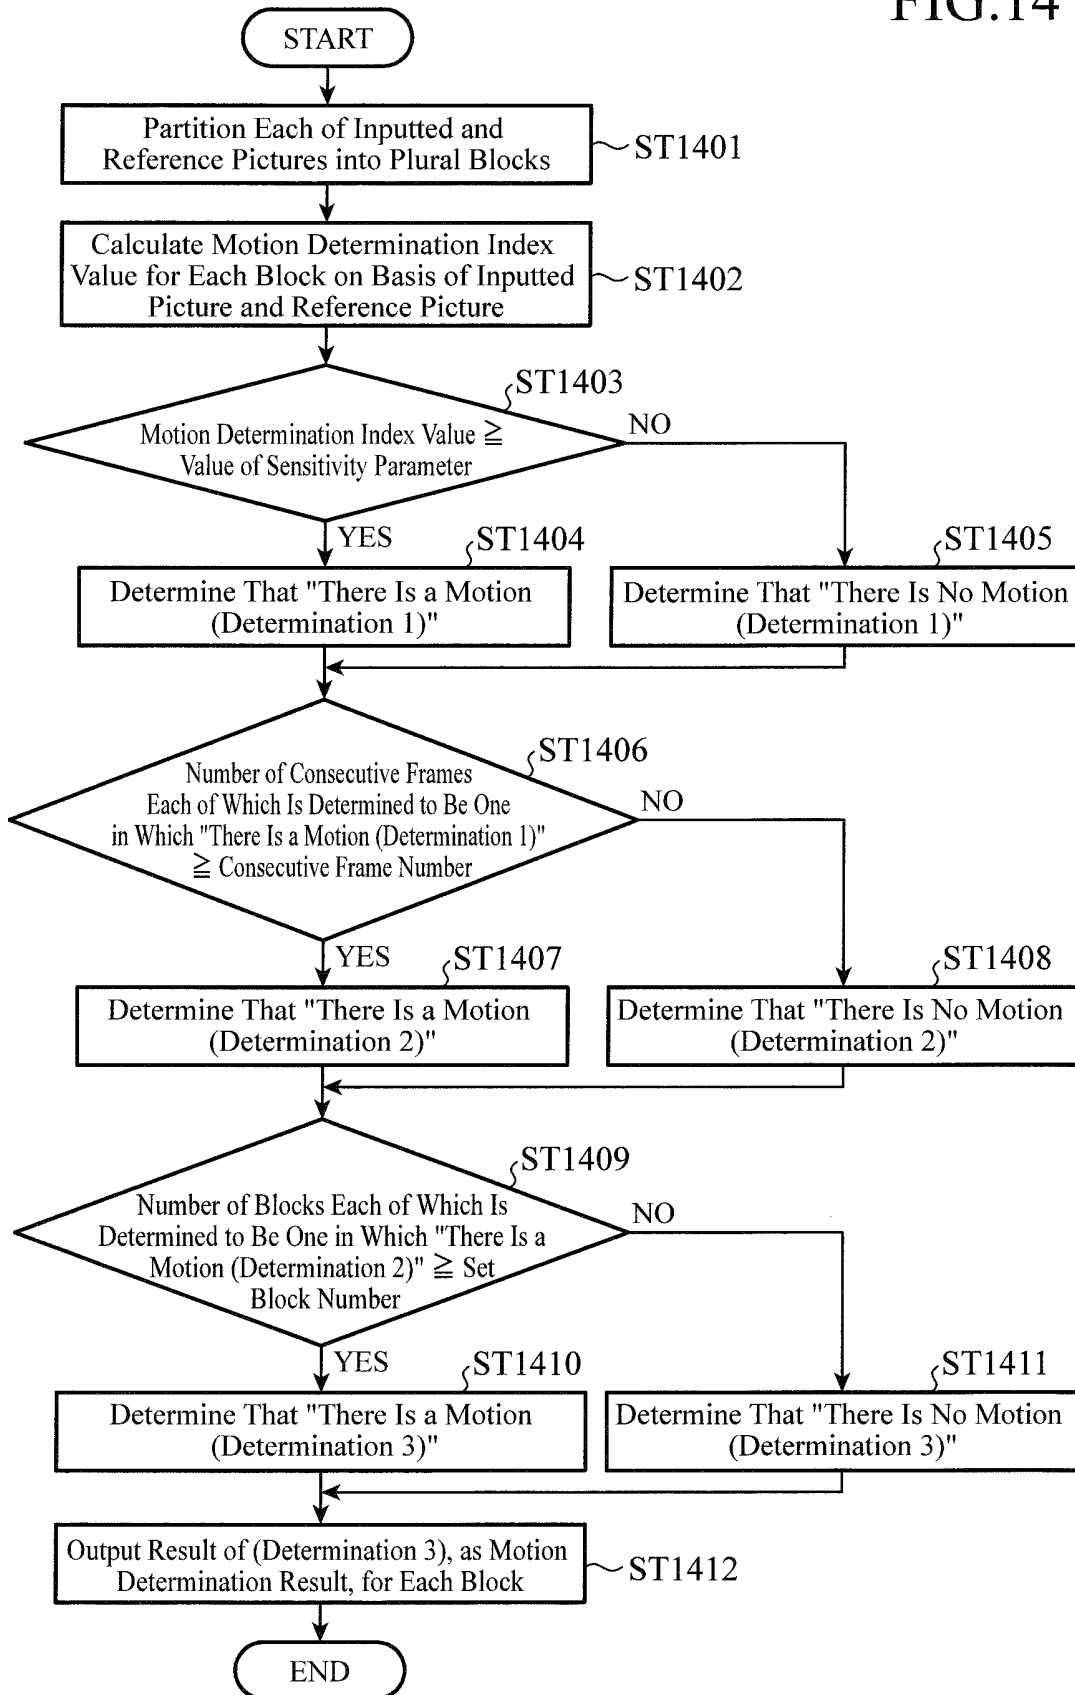 FIG.14
START
Partition Each of Inputted and
Reference Pictures into Plural Blocks
ST1401
Calculate Motion Determination Index
Value for Each Block on Basis of Inputted
Picture and Reference Picture
ST1402
ST1403
Motion Determination Index Value ≧
Value of Sensitivity Parameter
NO
YES
ST1404
Determine That "There Is a Motion
(Determination 1)"
ST1405
Determine That "There Is No Motion
(Determination 1)"
ST1406
Number of Consecutive Frames
Each of Which Is Determined to Be One
in Which "There Is a Motion (Determination 1)"
≧ Consecutive Frame Number
NO
YES
ST1407
Determine That "There Is a Motion
(Determination 2)"
ST1408
Determine That "There Is No Motion
(Determination 2)"
ST1409
Number of Blocks Each of Which Is
Determined to Be One in Which "There Is a
Motion (Determination 2)" ≧ Set
Block Number
NO
YES
ST1410
Determine That "There Is a Motion
(Determination 3)"
ST1411
Determine That "There Is No Motion
(Determination 3)"
Output Result of (Determination 3), as Motion
Determination Result, for Each Block
ST1412
END